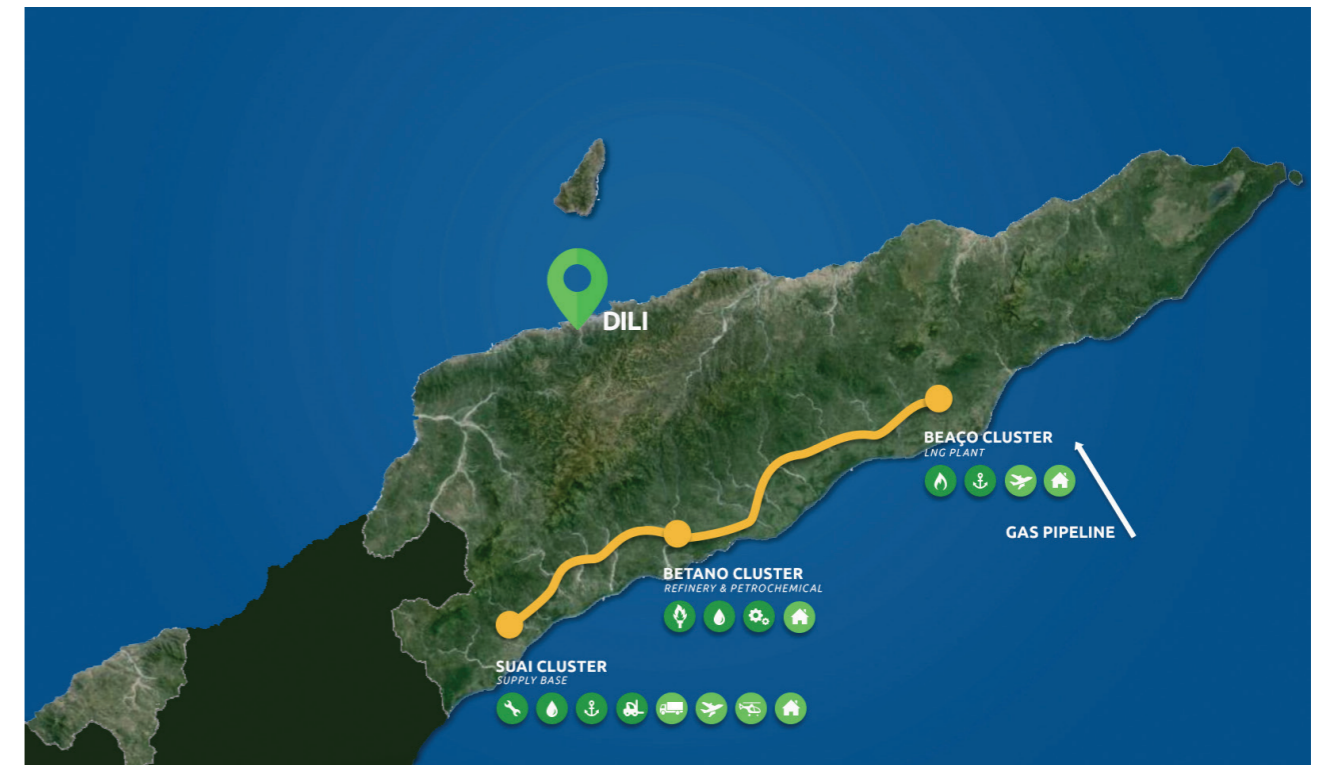 DILI
BEAÇO CLUSTER
LNG PLANT
GAS PIPELINE
BETANO CLUSTER
REFINERY & PETROCHEMICAL
SUAI CLUSTER
SUPPLY BASE